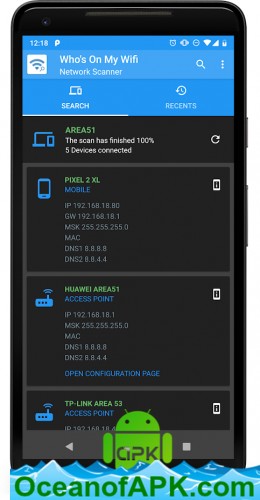 12:18
Who's On My Wifi
Network Scanner
SEARCH
RECENTS
AREA51
The scan has finished 100%
5 Devices connected
PIXEL 2 XL
MOBILE
IP 192.168.18.80
GW 192.168.18.1
MSK 255.255.255.0
MAC
DNS1 8.8.8.8
DNS2 8.8.4.4
HUAWEI AREA51
ACCESS POINT
IP 192.168.18.1
MSK 255.255.255.0
MAC
DNS1 8.8.8.8
DNS2 8.8.4.4
OPEN CONFIGURATION PAGE
TP-LINK AREA 53
ACCESS POINT
IP 192.168.18.4
APK
OceanofAPK.com